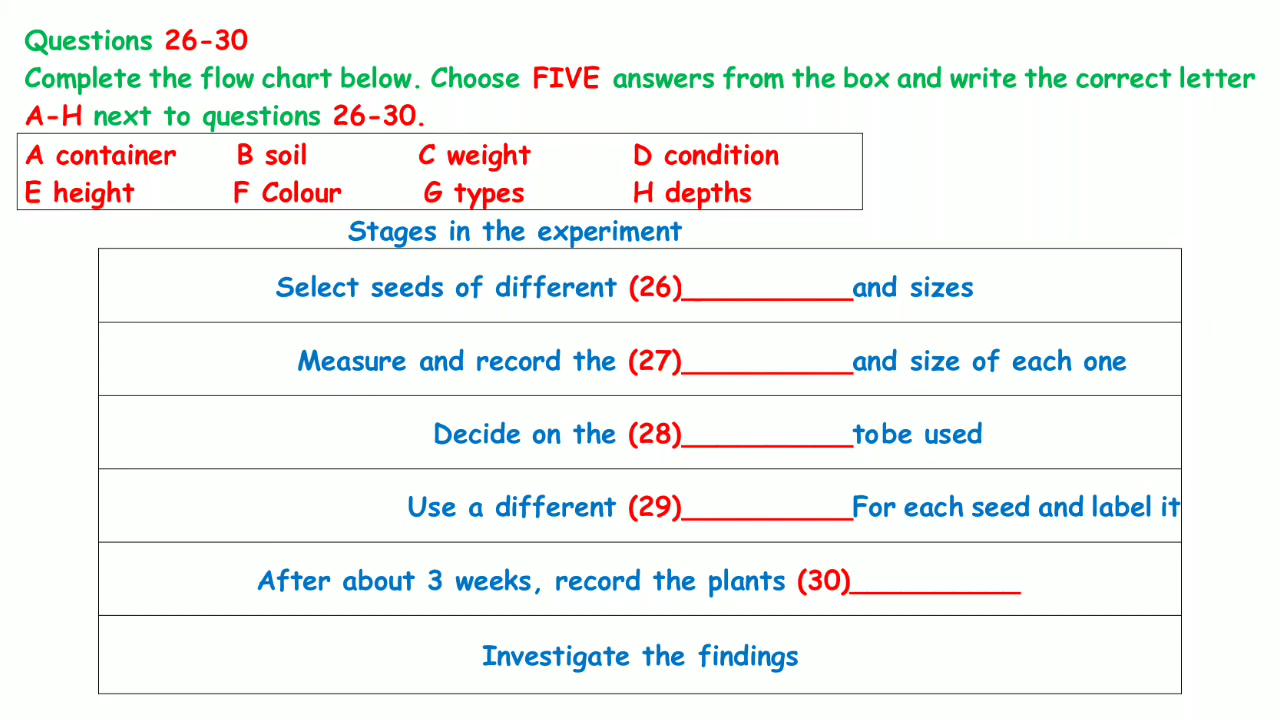 Questions 26-30
Complete the flow chart below. Choose FIVE answers from the box and write the correct letter
A-H next to questions 26-30.
A container B soil C weight D condition
E height F Colour G types H depths
Stages in the experiment
Select seeds of different (26)__________and sizes
Measure and record the (27)__________and size of each one
Decide on the (28)__________tobe used
Use a different (29)__________For each seed and label it
After about 3 weeks, record the plants (30)__________
Investigate the findings